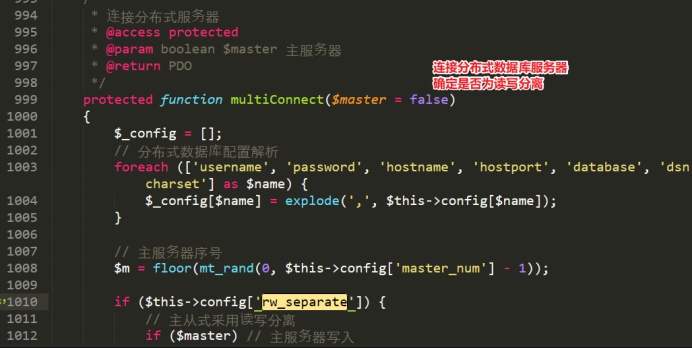 994 * 连接分布式服务器
995 * @access protected
996 * @param boolean $master 主服务器
997 * @return PDO
998 */
连接分布式数据库服务器
确定是否为读写分离
999 protected function multiConnect($master = false)
1000 {
1001 $_config = [];
1002 // 分布式数据库配置解析
1003 foreach (['username', 'password', 'hostname', 'hostport', 'database', 'dsn
charset'] as $name) {
1004 $_config[$name] = explode(',', $this->config[$name]);
1005 }
1006
1007 // 主服务器序号
1008 $m = floor(mt_rand(0, $this->config['master_num'] - 1));
1009
1010 if ($this->config['rw_separate']) {
1011 // 主从式采用读写分离
1012 if ($master) // 主服务器写入